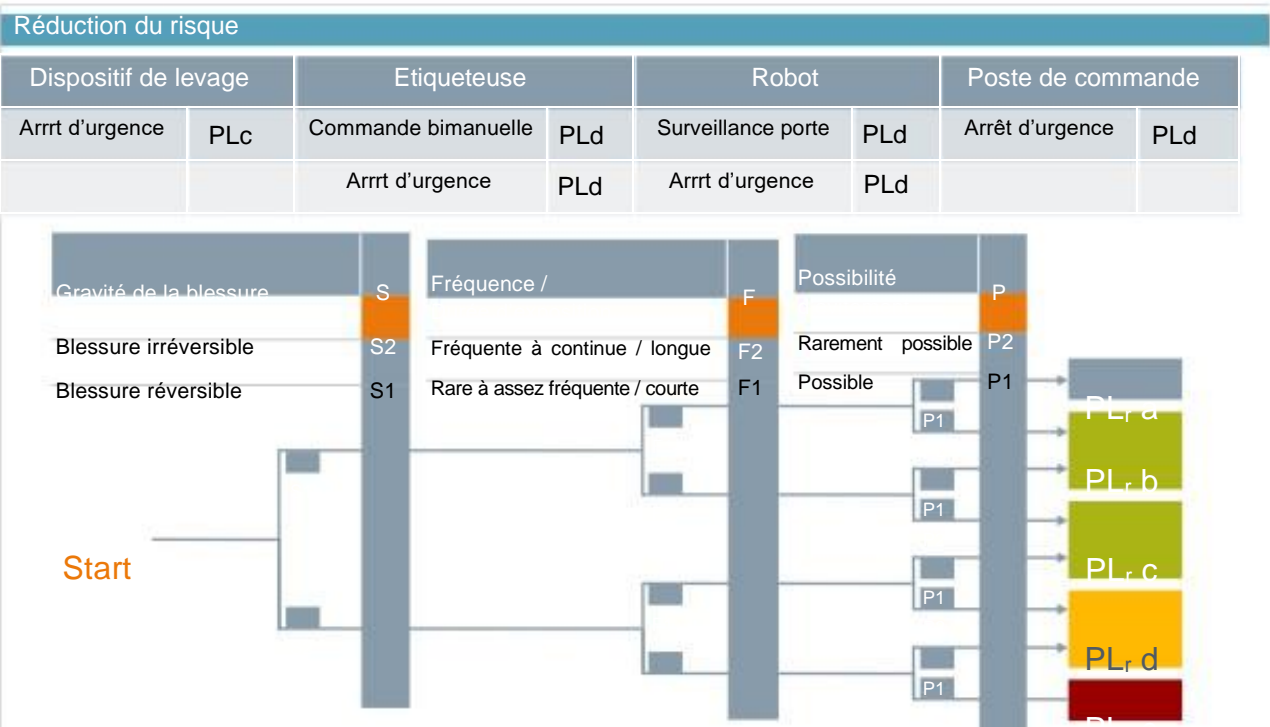 Réduction du risque
Dispositif de levage Etiqueteuse Robot Poste de commande
Arrrt d’urgence PLc Commande bimanuelle PLd Surveillance porte PLd Arrêt d’urgence PLd
Arrrt d’urgence PLd Arrrt d’urgence PLd
Gravité de la blessure S Fréquence / F Possibilité P
Blessure irréversible S2 Fréquente à continue / longue F2 Rarement possible P2
Blessure réversible S1 Rare à assez fréquente / courte F1 Possible P1
PLr a
P1
PLr b
P1
Start
PLr c
P1
PLr d
P1